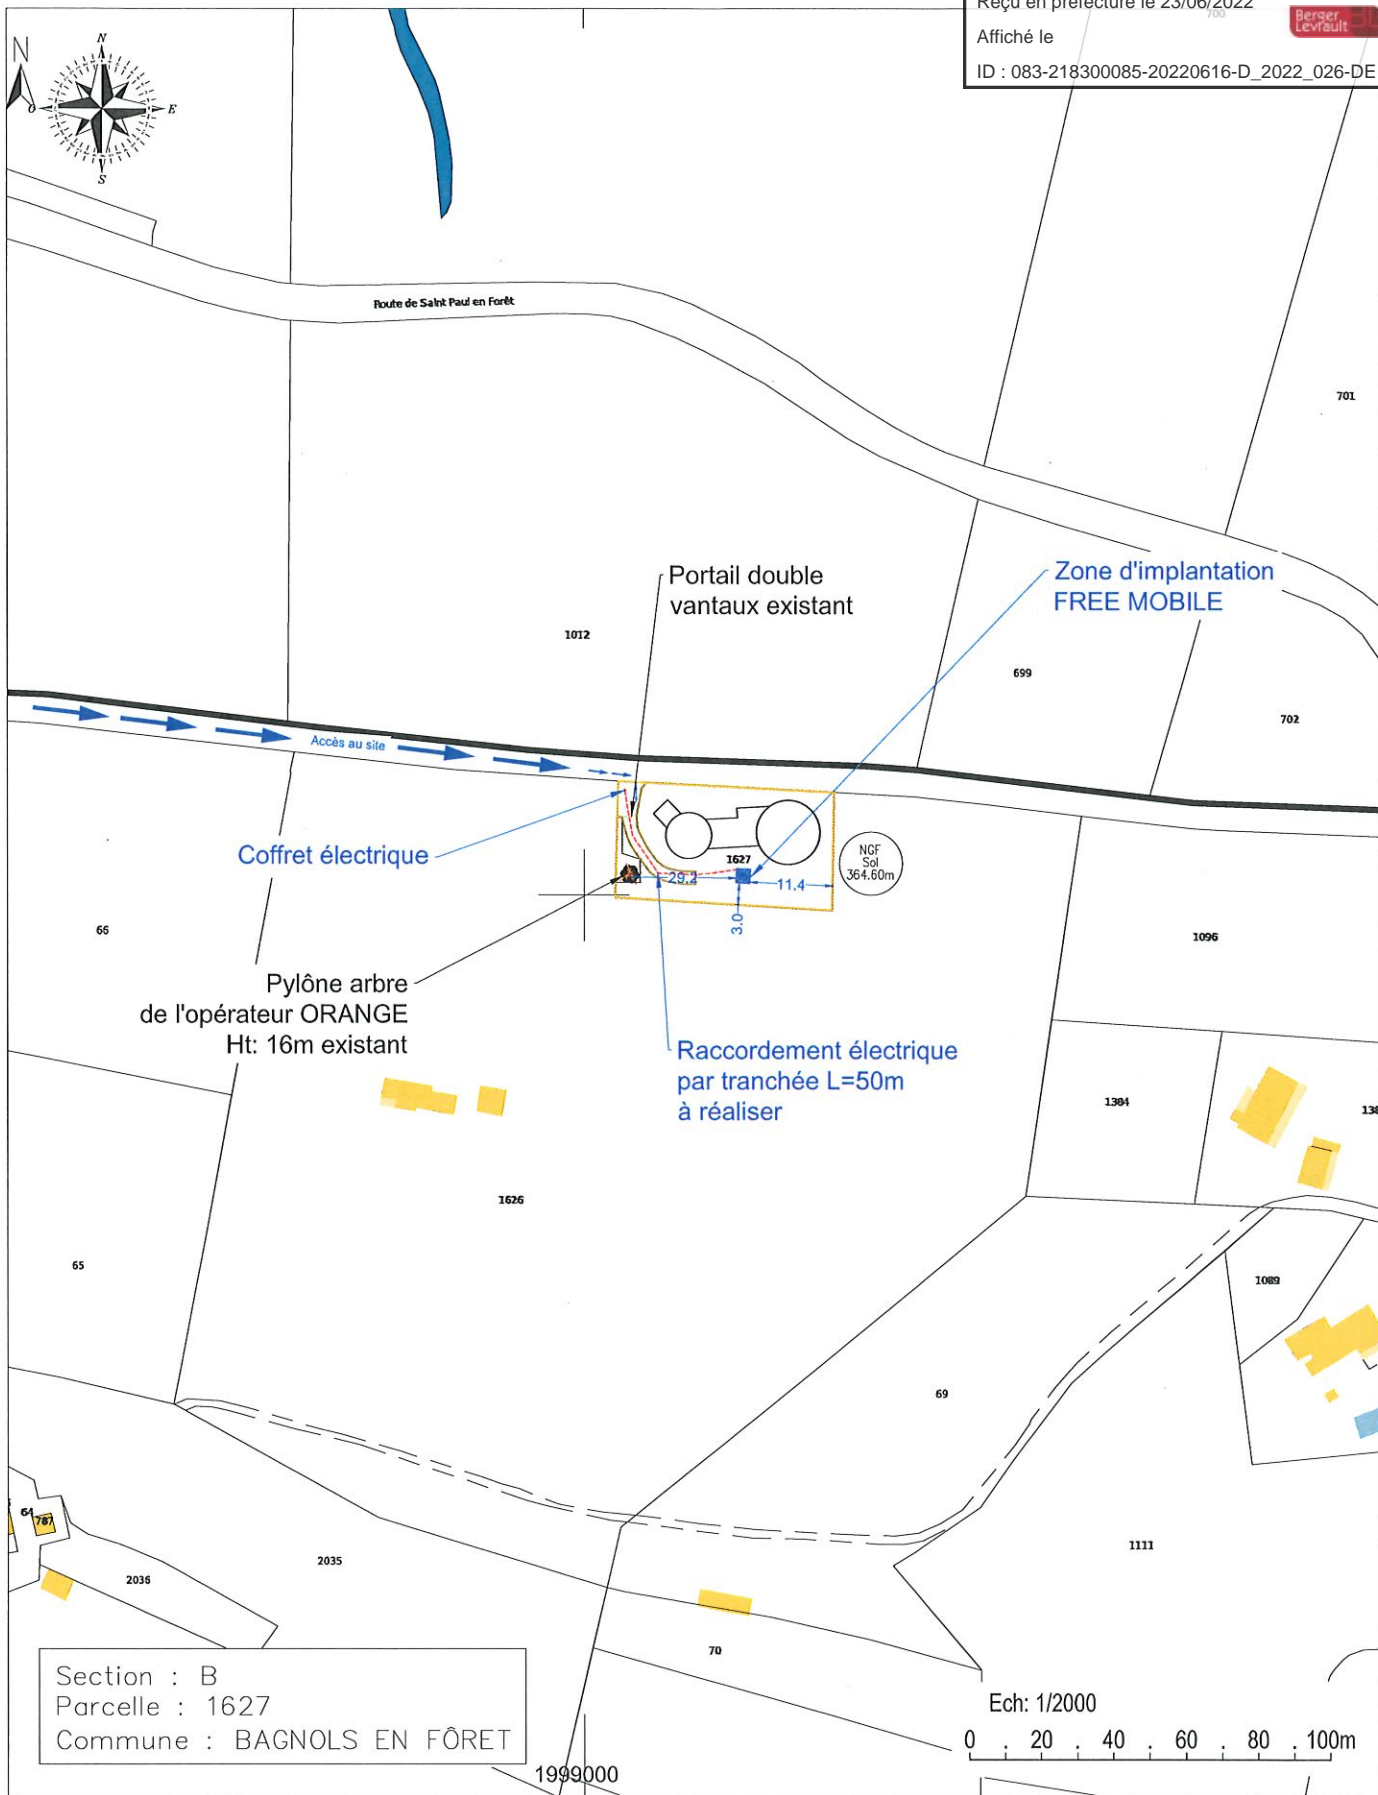 Reçu en préfecture le 23/06/2022
700
Berger
Levrault
Affiché le
ID : 083-218300085-20220616-D_2022_026-DE
N
N
O
E
S
Route de Saint Paul en Forêt
701
Portail double
vantaux existant
Zone d'implantation
FREE MOBILE
1012
699
702
Accès au site
Coffret électrique
1627
NGF
Sol
364.60m
29.2
11.4
3.0
66
1096
Pylône arbre
de l'opérateur ORANGE
Ht: 16m existant
Raccordement électrique
par tranchée L=50m
à réaliser
1384
1626
65
1089
69
64
787
2035
2036
1111
70
Section : B
Parcelle : 1627
Commune : BAGNOLS EN FÔRET
Ech: 1/2000
0 . 20 . 40 . 60 . 80 . 100m
1999000